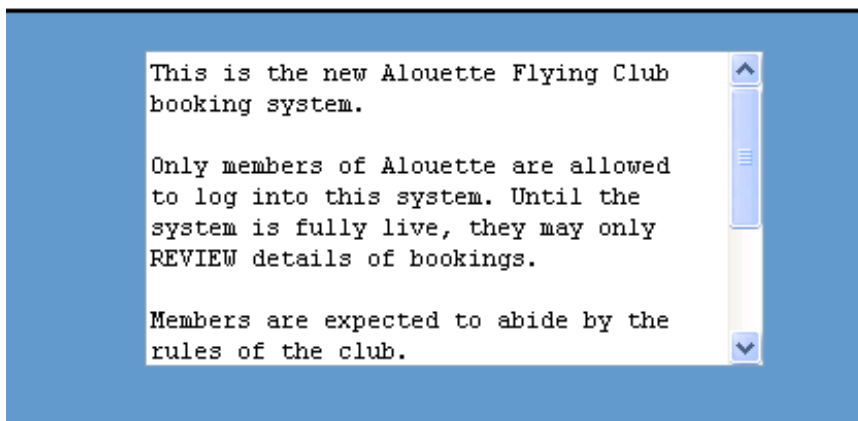 This is the new Alouette Flying Club
booking system.
Only members of Alouette are allowed
to log into this system. Until the
system is fully live, they may only
REVIEW details of bookings.
Members are expected to abide by the
rules of the club.